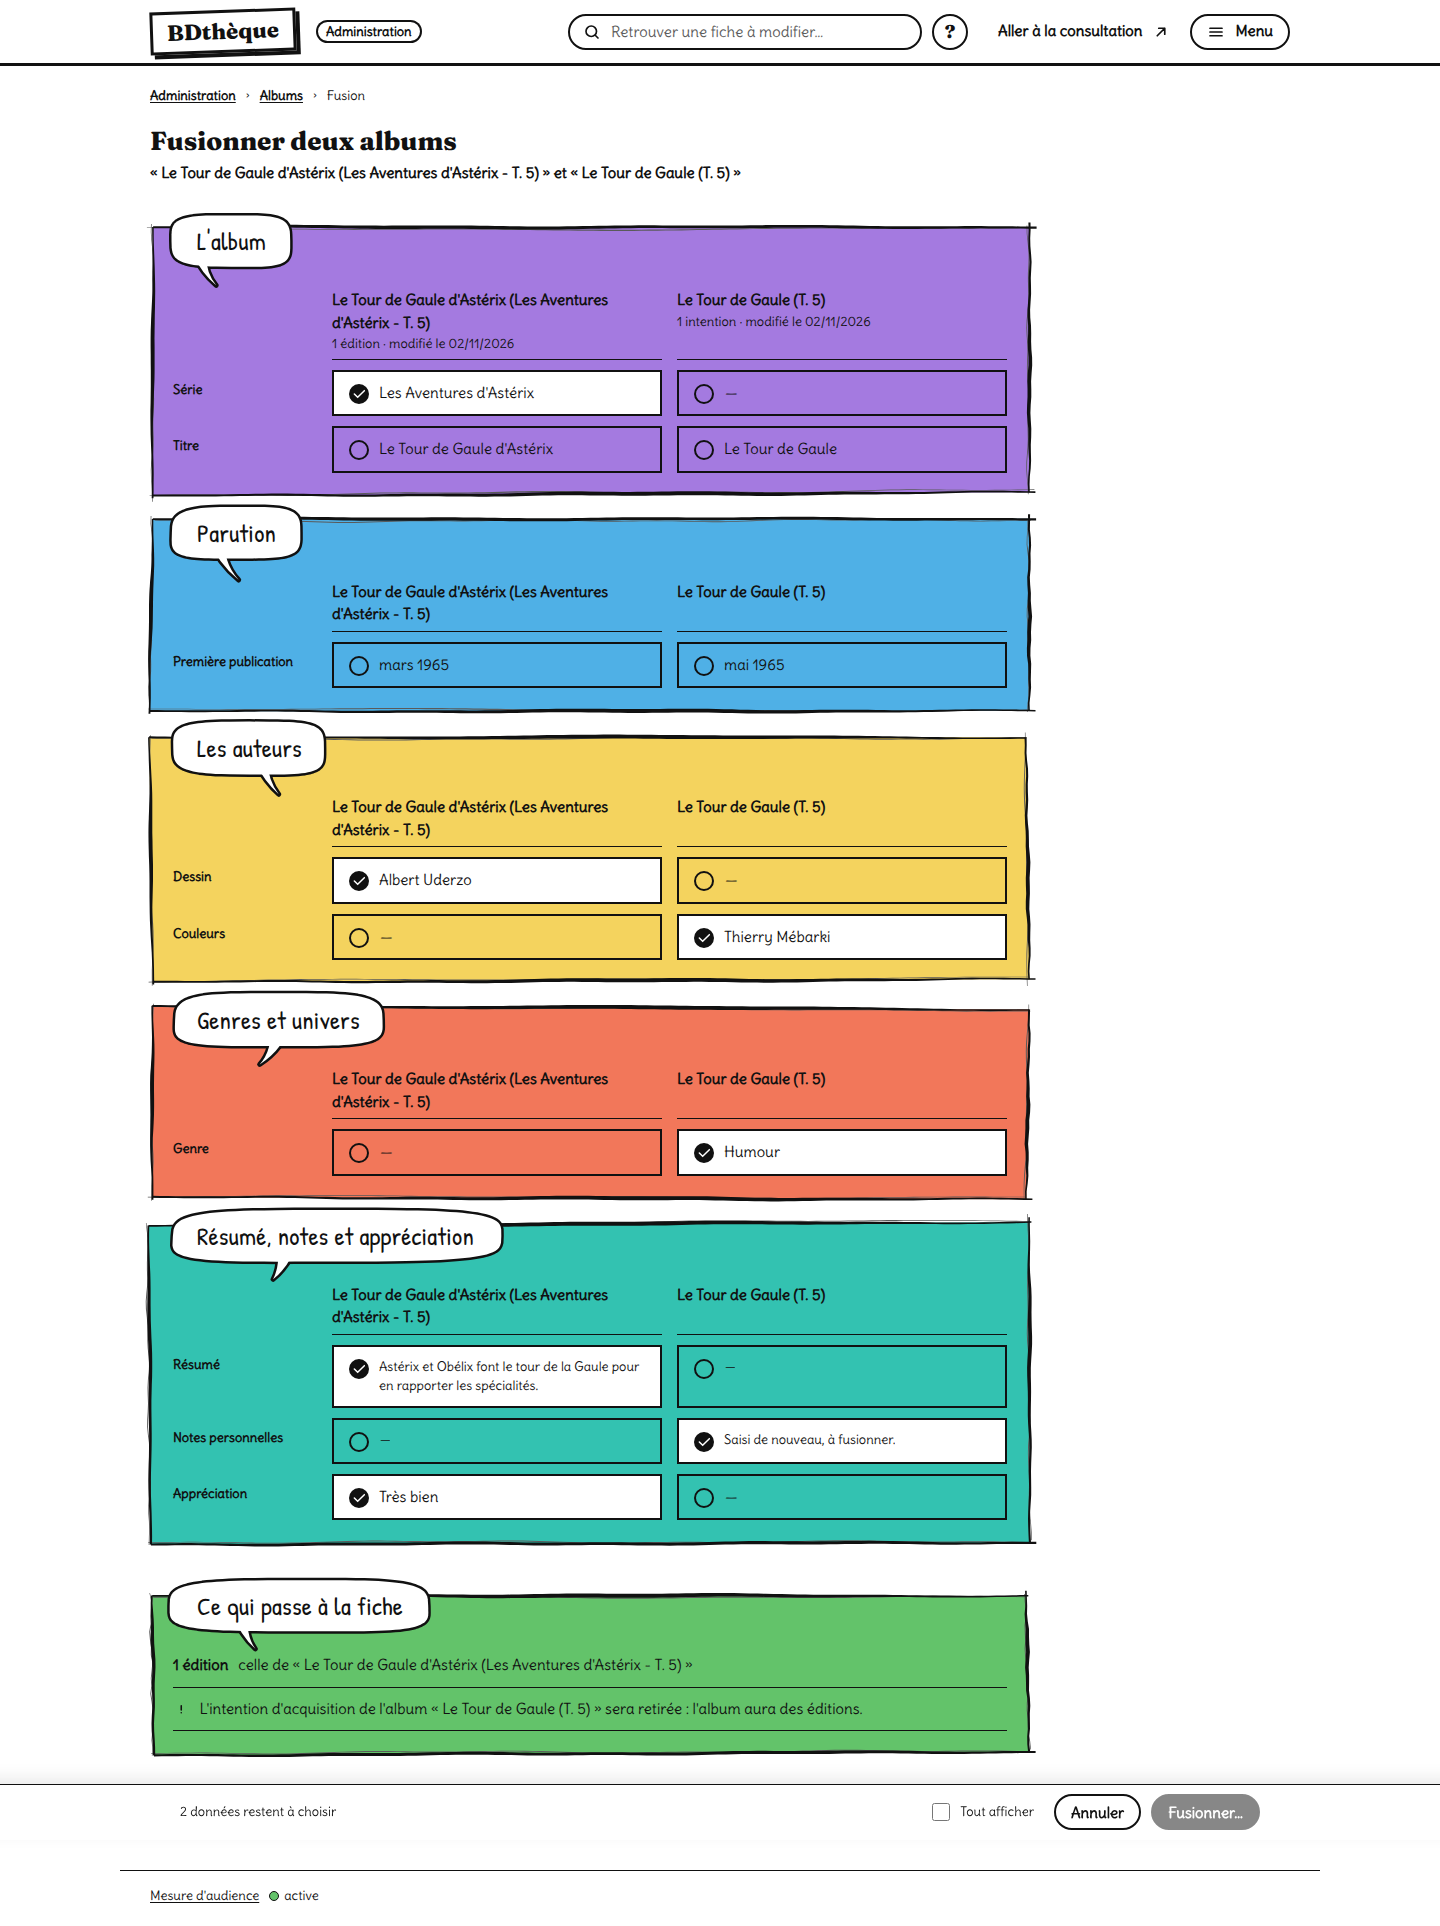 BDthèque
Administration
Retrouver une fiche à modifier...
?
Aller à la consultation
Menu
Administration › Albums › Fusion
Fusionner deux albums
« Le Tour de Gaule d'Astérix (Les Aventures d'Astérix - T. 5) » et « Le Tour de Gaule (T. 5) »
L'album
Le Tour de Gaule d'Astérix (Les Aventures
d'Astérix - T. 5)
1 édition · modifié le 02/11/2026
Le Tour de Gaule (T. 5)
1 intention · modifié le 02/11/2026
Série
Les Aventures d'Astérix
—
Titre
Le Tour de Gaule d'Astérix
Le Tour de Gaule
Parution
Le Tour de Gaule d'Astérix (Les Aventures
d'Astérix - T. 5)
Le Tour de Gaule (T. 5)
Première publication
mars 1965
mai 1965
Les auteurs
Le Tour de Gaule d'Astérix (Les Aventures
d'Astérix - T. 5)
Le Tour de Gaule (T. 5)
Dessin
Albert Uderzo
—
Couleurs
—
Thierry Mébarki
Genres et univers
Le Tour de Gaule d'Astérix (Les Aventures
d'Astérix - T. 5)
Le Tour de Gaule (T. 5)
Genre
—
Humour
Résumé, notes et appréciation
Le Tour de Gaule d'Astérix (Les Aventures
d'Astérix - T. 5)
Le Tour de Gaule (T. 5)
Résumé
Astérix et Obélix font le tour de la Gaule pour
en rapporter les spécialités.
—
Notes personnelles
—
Saisi de nouveau, à fusionner.
Appréciation
Très bien
—
Ce qui passe à la fiche
1 édition celle de « Le Tour de Gaule d'Astérix (Les Aventures d'Astérix - T. 5) »
! L'intention d'acquisition de l'album « Le Tour de Gaule (T. 5) » sera retirée : l'album aura des éditions.
2 données restent à choisir
Tout afficher
Annuler
Fusionner...
Mesure d'audience
active